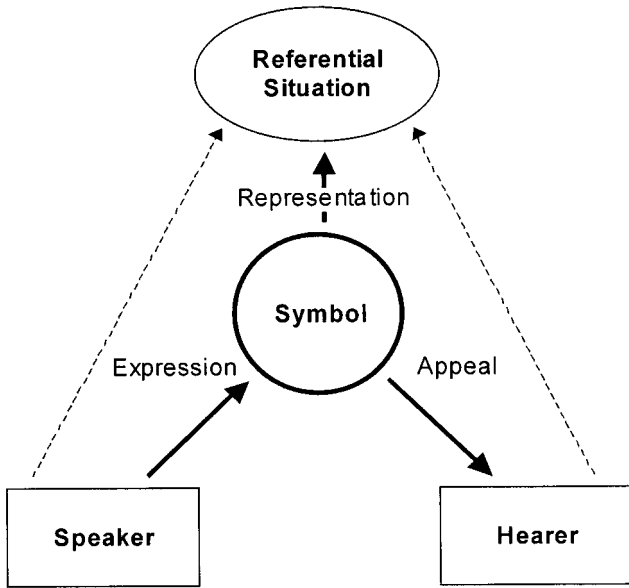 Referential
Situation
Representation
Symbol
Expression
Appeal
Speaker
Hearer